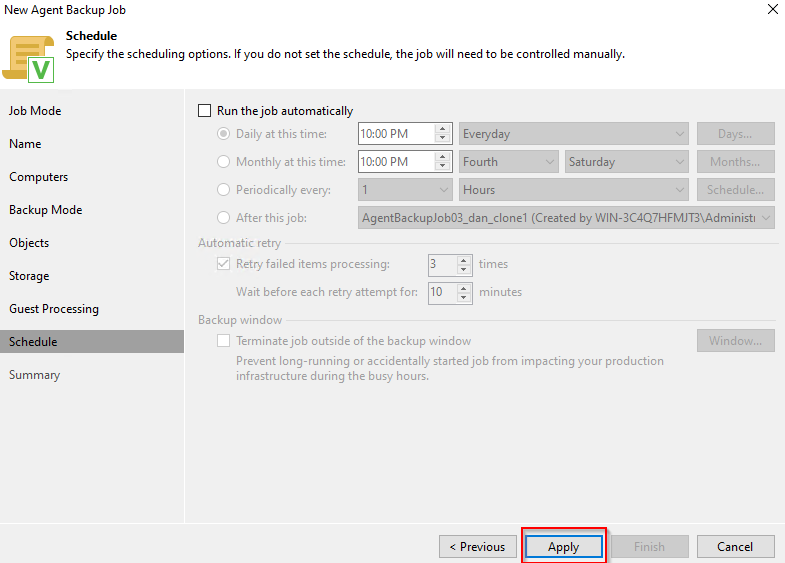 New Agent Backup Job
Schedule
Specify the scheduling options. If you do not set the schedule, the job will need to be controlled manually.
V
Job Mode
Name
Computers
Backup Mode
Objects
Storage
Guest Processing
Schedule
Summary
Run the job automatically
Daily at this time: 10:00 PM Everyday Days...
Monthly at this time: 10:00 PM Fourth Saturday Months...
Periodically every: 1 Hours Schedule...
After this job: AgentBackupJob03_dan_clone1 (Created by WIN-3C4Q7HFMJT3\Administr
Automatic retry
Retry failed items processing: 3 times
Wait before each retry attempt for: 10 minutes
Backup window
Terminate job outside of the backup window Window...
Prevent long-running or accidentally started job from impacting your production
infrastructure during the busy hours.
< Previous Apply Finish Cancel